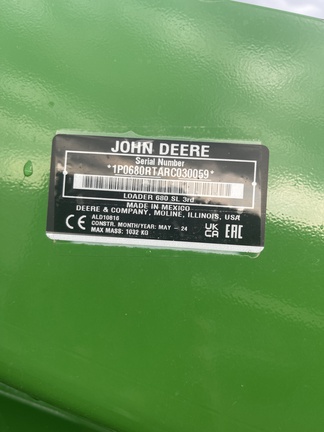 JOHN DEERE
Serial Number
*1P0680RTARC030059*
LOADER 680 SL 3rd
MADE IN MEXICO
DEERE & COMPANY, MOLINE, ILLINOIS, USA
CE ALD10816
CONSTR. MONTH/YEAR: MAY - 24 UK CA EAC
MAX MASS: 1032 KG